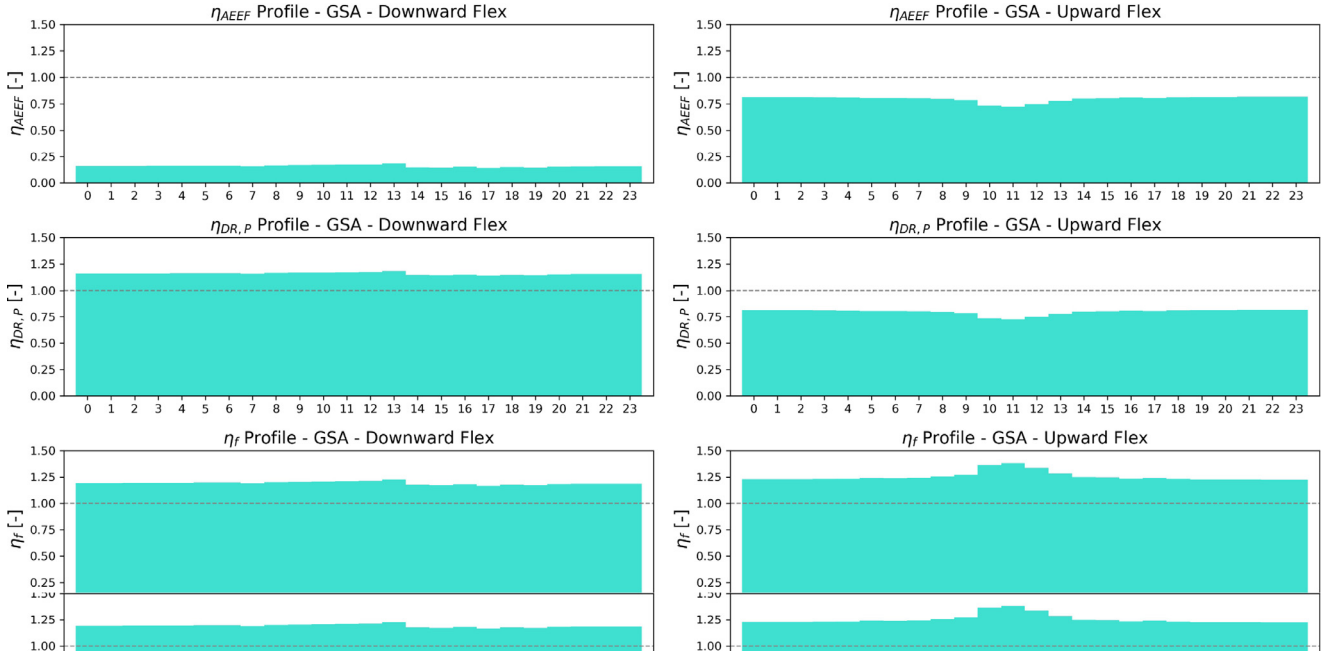 η_AEEF Profile - GSA - Downward Flex
η_AEEF [-]
1.50
1.25
1.00
0.75
0.50
0.25
0.00
0 1 2 3 4 5 6 7 8 9 10 11 12 13 14 15 16 17 18 19 20 21 22 23
η_AEEF Profile - GSA - Upward Flex
η_AEEF [-]
1.50
1.25
1.00
0.75
0.50
0.25
0.00
0 1 2 3 4 5 6 7 8 9 10 11 12 13 14 15 16 17 18 19 20 21 22 23
η_DR, P Profile - GSA - Downward Flex
η_DR, P [-]
1.50
1.25
1.00
0.75
0.50
0.25
0.00
0 1 2 3 4 5 6 7 8 9 10 11 12 13 14 15 16 17 18 19 20 21 22 23
η_DR, P Profile - GSA - Upward Flex
η_DR, P [-]
1.50
1.25
1.00
0.75
0.50
0.25
0.00
0 1 2 3 4 5 6 7 8 9 10 11 12 13 14 15 16 17 18 19 20 21 22 23
η_f Profile - GSA - Downward Flex
η_f [-]
1.50
1.25
1.00
0.75
0.50
0.25
1.50
1.25
1.00
η_f Profile - GSA - Upward Flex
η_f [-]
1.50
1.25
1.00
0.75
0.50
0.25
1.50
1.25
1.00